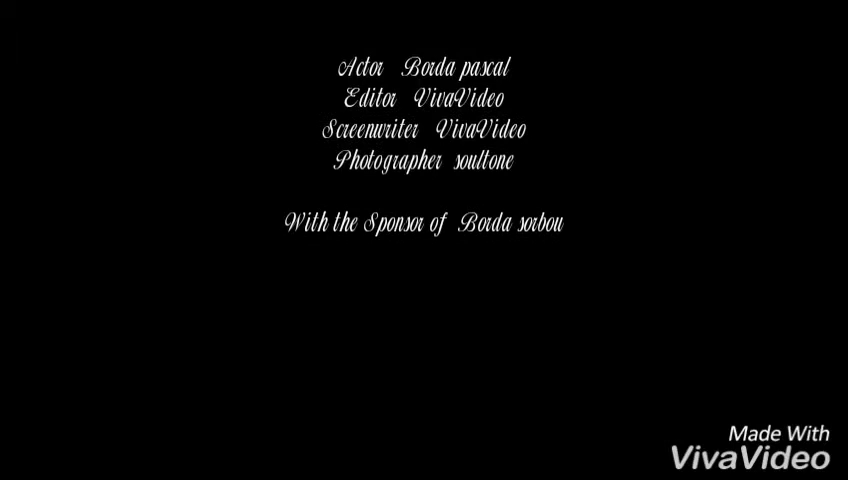 Actor Borda pascal
Editor VivaVideo
Screenwriter VivaVideo
Photographer soultone
With the Sponsor of Borda sorbou
Made With
VivaVideo